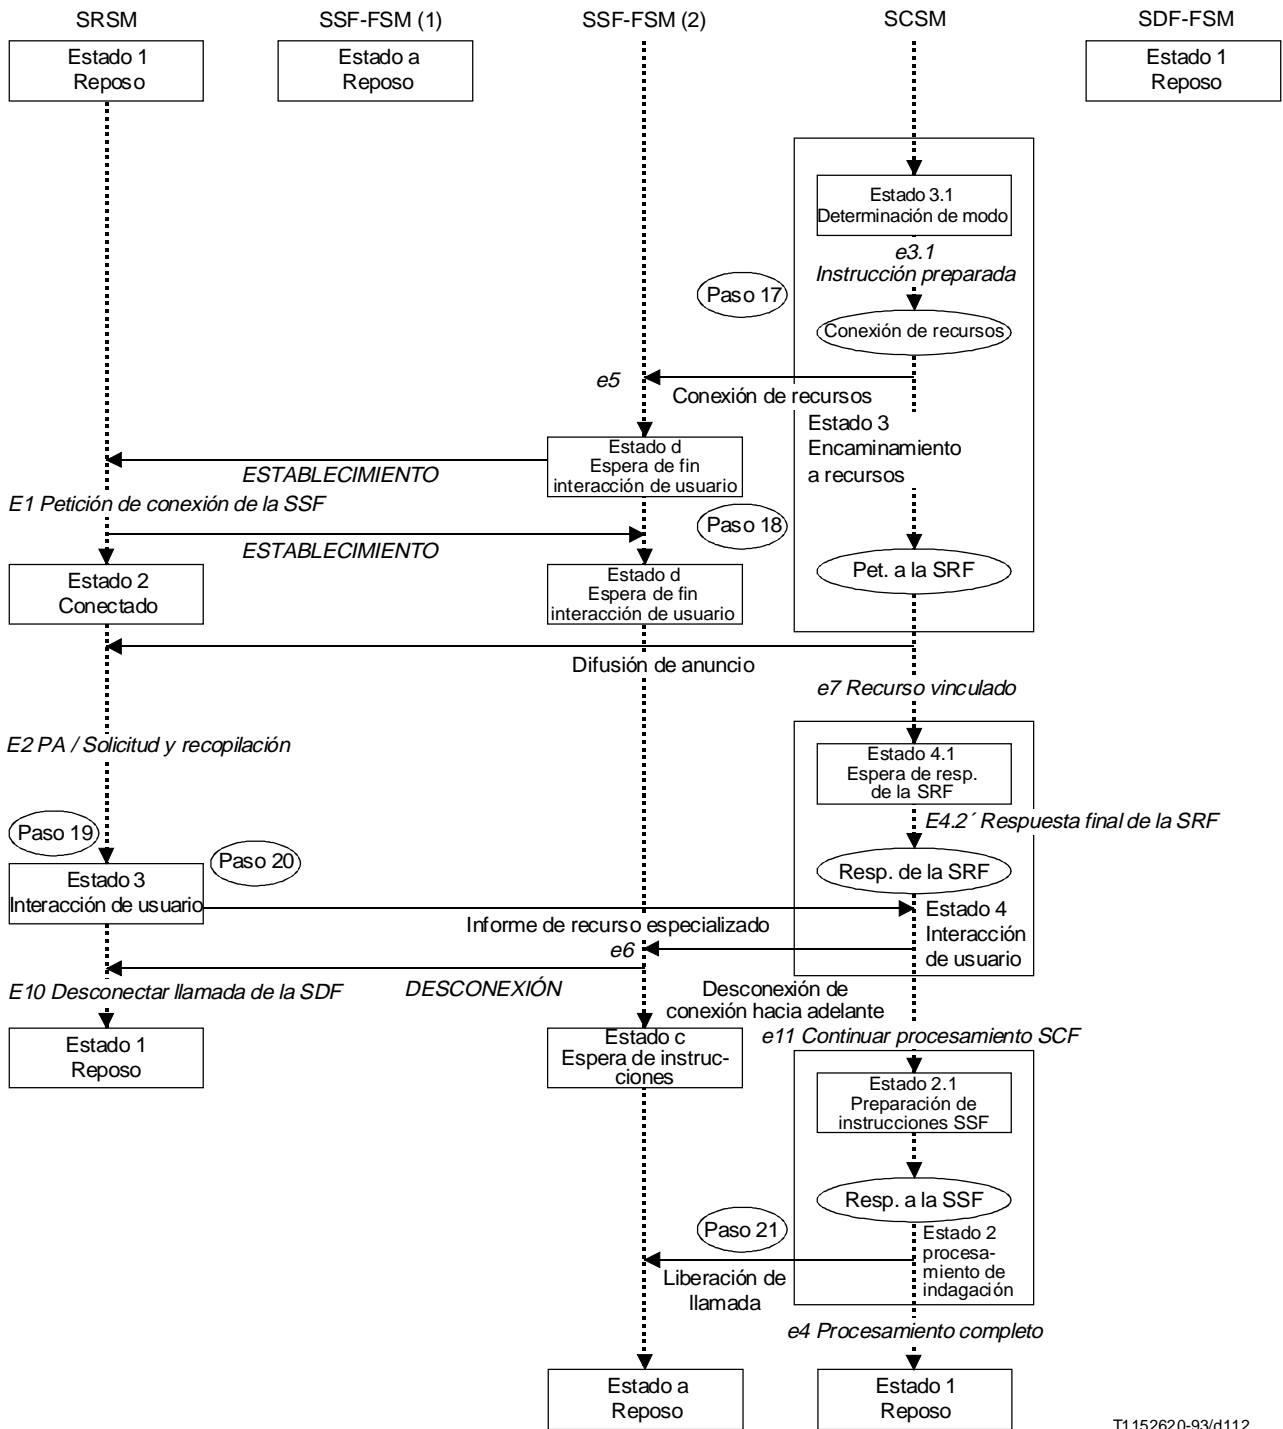 SRSM
SSF-FSM (1)
SSF-FSM (2)
SCSM
SDF-FSM
Estado 1
Reposo
Estado a
Reposo
Estado 1
Reposo
Estado 3.1
Determinación de modo
e3.1
Instrucción preparada
Paso 17
Conexión de recursos
e5
Conexión de recursos
Estado 3
Encaminamiento
a recursos
Estado d
Espera de fin
interacción de usuario
ESTABLECIMIENTO
E1 Petición de conexión de la SSF
Paso 18
ESTABLECIMIENTO
Pet. a la SRF
Estado 2
Conectado
Estado d
Espera de fin
interacción de usuario
Difusión de anuncio
e7 Recurso vinculado
E2 PA / Solicitud y recopilación
Estado 4.1
Espera de resp.
de la SRF
E4.2´ Respuesta final de la SRF
Paso 19
Paso 20
Resp. de la SRF
Estado 3
Interacción de usuario
Informe de recurso especializado
Estado 4
Interacción
de usuario
e6
E10 Desconectar llamada de la SDF
DESCONEXIÓN
Desconexión de
conexión hacia adelante
e11 Continuar procesamiento SCF
Estado 1
Reposo
Estado c
Espera de instruc-
ciones
Estado 2.1
Preparación de
instrucciones SSF
Resp. a la SSF
Paso 21
Estado 2
procesa-
miento de
indagación
Liberación de
llamada
e4 Procesamiento completo
Estado a
Reposo
Estado 1
Reposo
T1152620-93/d112